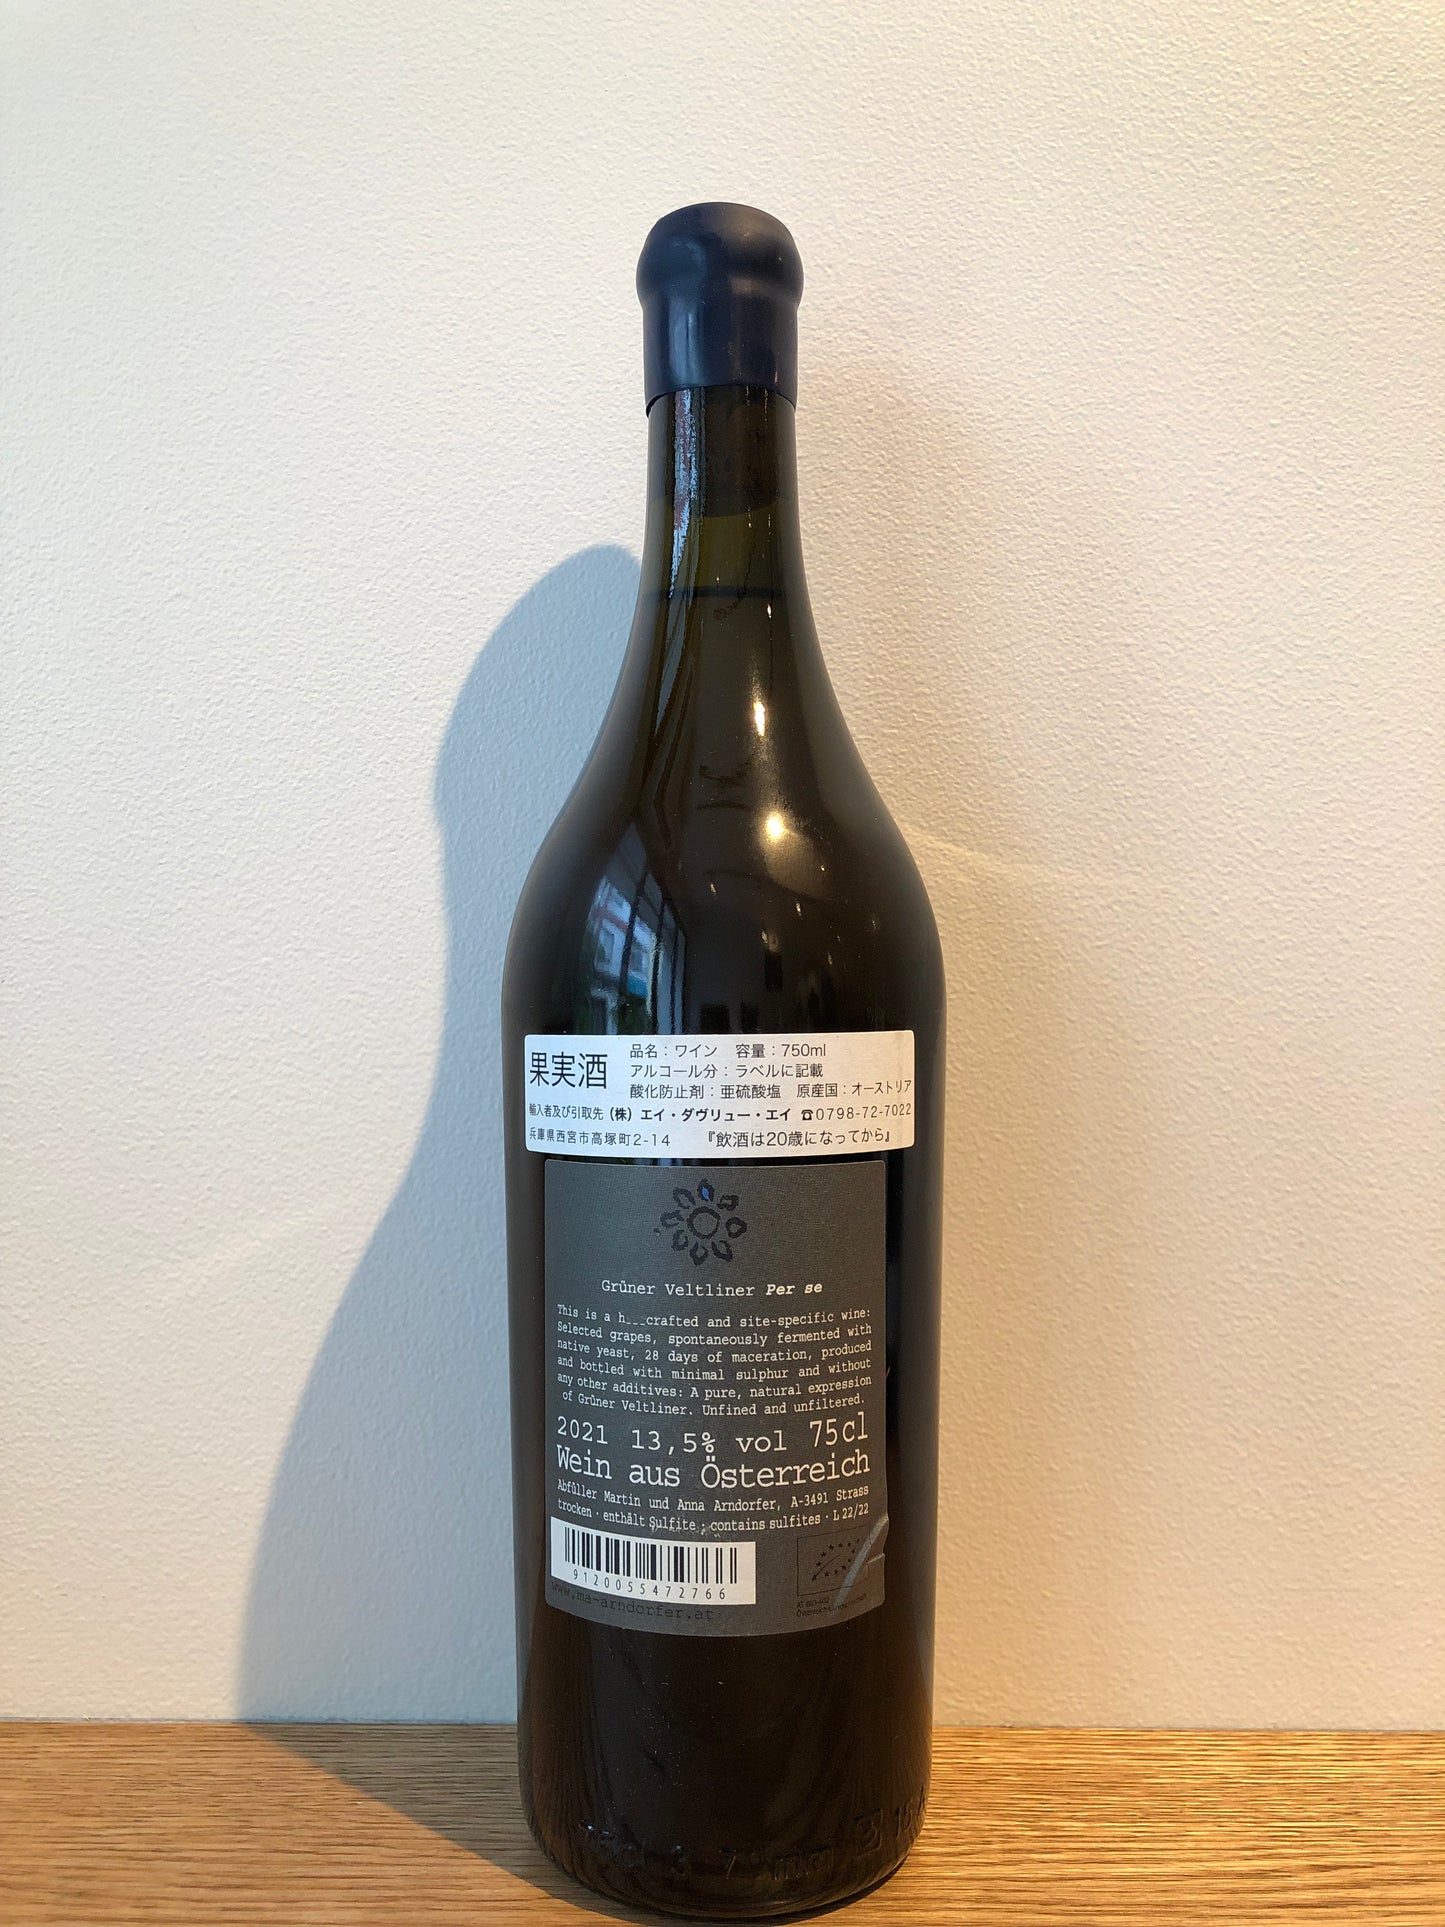 果実酒
品名：ワイン　容量：750ml
アルコール分：ラベルに記載
酸化防止剤：亜硫酸塩　原産国：オーストリア
輸入者及び引取先（株）エイ・ダヴリュー・エイ ☎0798-72-7022
兵庫県西宮市高塚町2-14　『飲酒は20歳になってから』
Grüner Veltliner Per se
This is a h___crafted and site-specific wine:
Selected grapes, spontaneously fermented with
native yeast, 28 days of maceration, produced
and bottled with minimal sulphur and without
any other additives: A pure, natural expression
of Grüner Veltliner. Unfined and unfiltered.
2021 13,5% vol 75cl
Wein aus Österreich
Abfüller Martin und Anna Arndorfer, A-3491 Strass
trocken · enthält Sulfite · contains sulfites · L 22/22
9120055472766
www.ma-arndorfer.at
AT-BIO-402